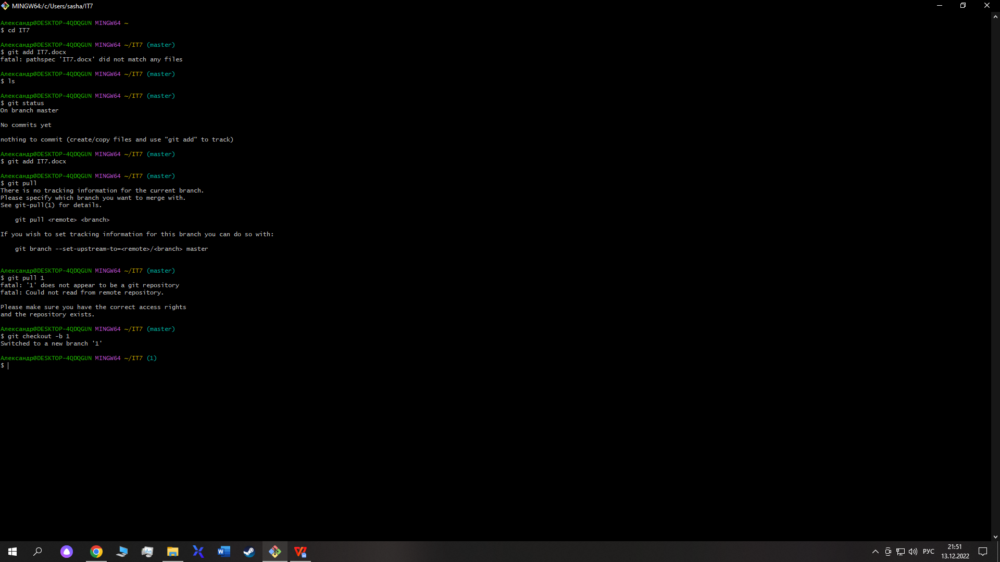 MINGW64:/c/Users/sasha/IT7
Александр@DESKTOP-4QDQGUN MINGW64 ~
$ cd IT7
Александр@DESKTOP-4QDQGUN MINGW64 ~/IT7 (master)
$ git add IT7.docx
fatal: pathspec 'IT7.docx' did not match any files
Александр@DESKTOP-4QDQGUN MINGW64 ~/IT7 (master)
$ ls
Александр@DESKTOP-4QDQGUN MINGW64 ~/IT7 (master)
$ git status
On branch master
No commits yet
nothing to commit (create/copy files and use "git add" to track)
Александр@DESKTOP-4QDQGUN MINGW64 ~/IT7 (master)
$ git add IT7.docx
Александр@DESKTOP-4QDQGUN MINGW64 ~/IT7 (master)
$ git pull
There is no tracking information for the current branch.
Please specify which branch you want to merge with.
See git-pull(1) for details.
git pull <remote> <branch>
If you wish to set tracking information for this branch you can do so with:
git branch --set-upstream-to=<remote>/<branch> master
Александр@DESKTOP-4QDQGUN MINGW64 ~/IT7 (master)
$ git pull 1
fatal: '1' does not appear to be a git repository
fatal: Could not read from remote repository.
Please make sure you have the correct access rights
and the repository exists.
Александр@DESKTOP-4QDQGUN MINGW64 ~/IT7 (master)
$ git checkout -b 1
Switched to a new branch '1'
Александр@DESKTOP-4QDQGUN MINGW64 ~/IT7 (1)
$
РУС
21:51
13.12.2022